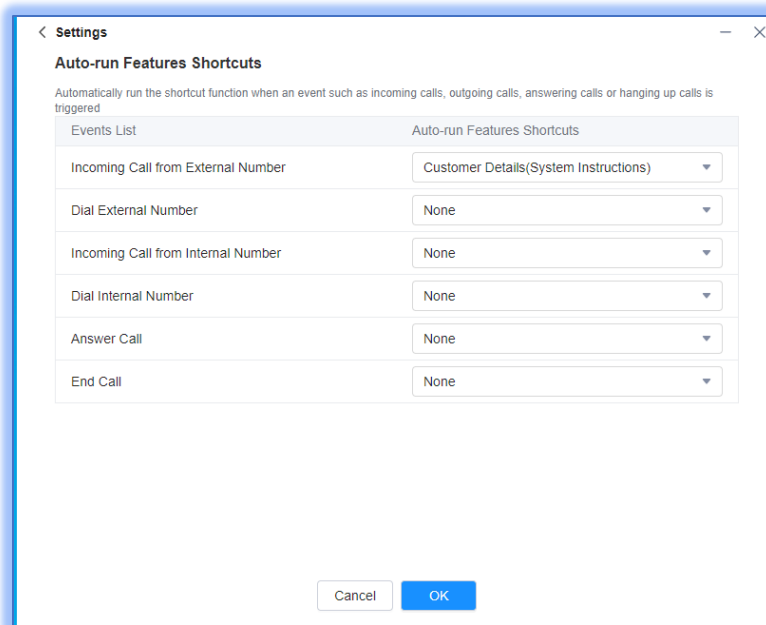 Settings
Auto-run Features Shortcuts
Automatically run the shortcut function when an event such as incoming calls, outgoing calls, answering calls or hanging up calls is
triggered
Events List Auto-run Features Shortcuts
Incoming Call from External Number Customer Details(System Instructions)
Dial External Number None
Incoming Call from Internal Number None
Dial Internal Number None
Answer Call None
End Call None
Cancel OK